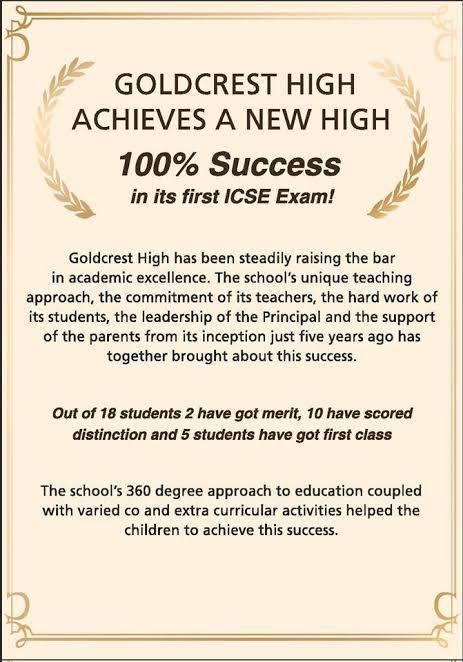 GOLDCREST HIGH
ACHIEVES A NEW HIGH
100% Success
in its first ICSE Exam!
Goldcrest High has been steadily raising the bar
in academic excellence. The school's unique teaching
approach, the commitment of its teachers, the hard work of
its students, the leadership of the Principal and the support
of the parents from its inception just five years ago has
together brought about this success.
Out of 18 students 2 have got merit, 10 have scored
distinction and 5 students have got first class
The school's 360 degree approach to education coupled
with varied co and extra curricular activities helped the
children to achieve this success.